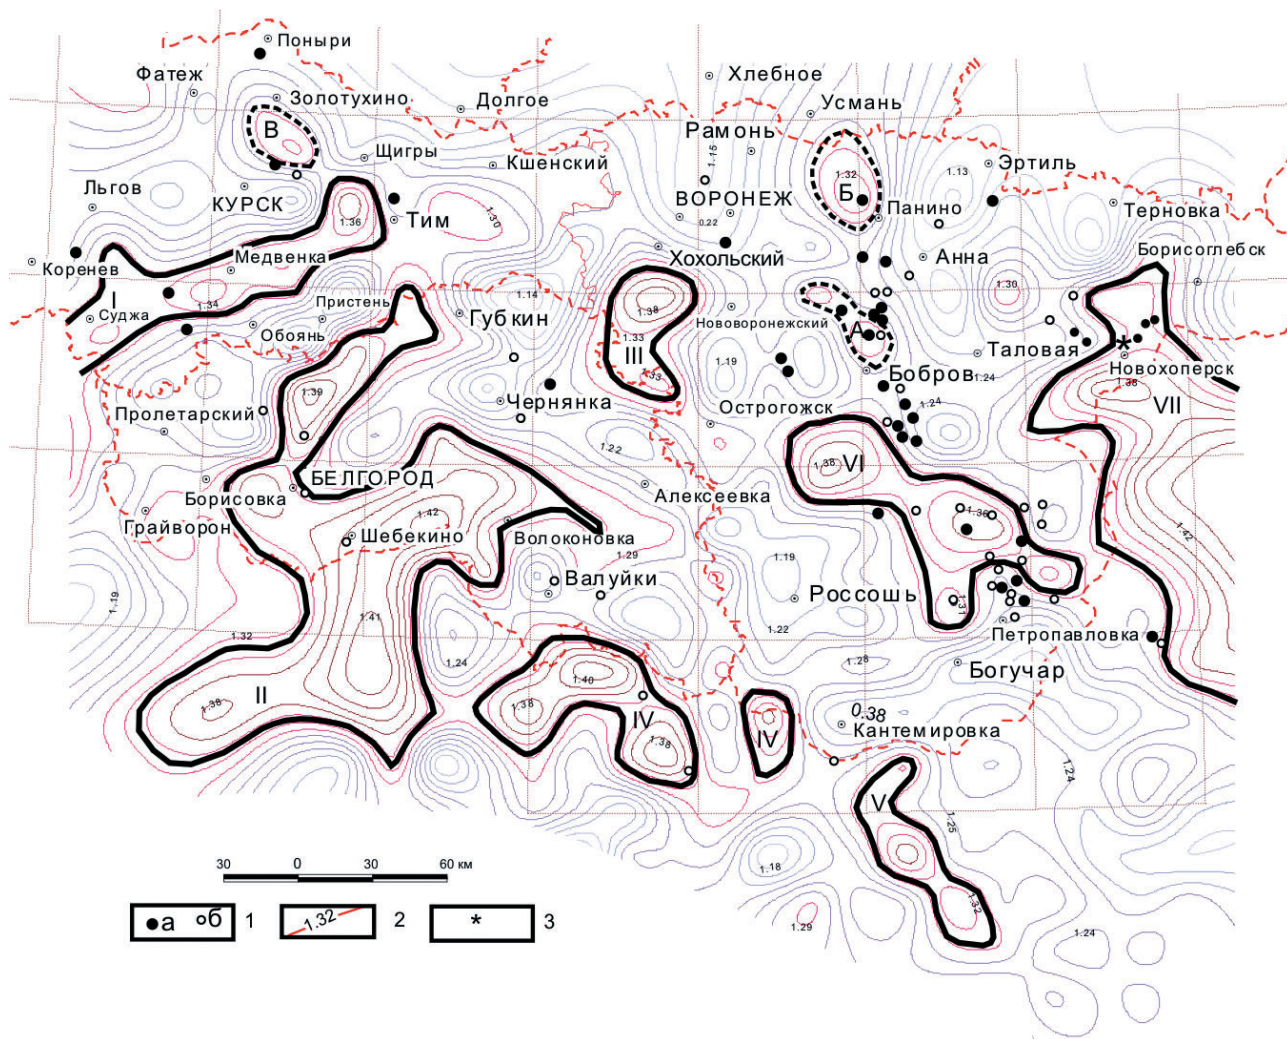 Поныри
Фатеж
Хлебное
Золотухино
Долгое
Усмань
В
Рамонь
Щигры
Кшенский
1.15
Эртиль
1.13
Льгов
КУРСК
1.32
Б
ВОРОНЕЖ
Панино
Терновка
1.36
Тим
1.30
0.22
Медвенка
Хохольский
Анна
Борисоглебск
Коренев
I
1.34
Пристень
1.14
1.38
1.30
Суджа
Обоянь
Губкин
Нововоронежский
1.33
А
III
Таловая
*
1.19
Новохоперск
1.33
Бобров
1.24
1.38
1.39
VII
Пролетарский
Чернянка
Острогожск
1.24
1.22
1.38
VI
БЕЛГОРОД
Борисовка
Алексеевка
1.42
1.36
Грайворон
Шебекино
Волоконовка
1.42
1.29
1.19
Валуйки
1.19
Россошь
1.31
1.41
1.32
1.22
Петропавловка
1.24
1.28
Богучар
1.40
II
1.38
1.38
IV
0.38
IV
Кантемировка
1.38
1.24
V
1.25
1.18
30 0 30 60 км
1.32
а б 1
1.32 2
* 3
1.29
1.24